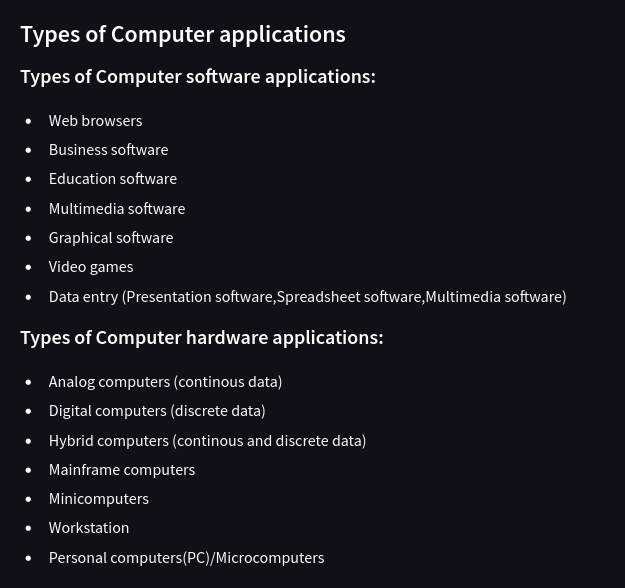 Types of Computer applications
Types of Computer software applications:
• Web browsers
• Business software
• Education software
• Multimedia software
• Graphical software
• Video games
• Data entry (Presentation software,Spreadsheet software,Multimedia software)
Types of Computer hardware applications:
• Analog computers (continous data)
• Digital computers (discrete data)
• Hybrid computers (continous and discrete data)
• Mainframe computers
• Minicomputers
• Workstation
• Personal computers(PC)/Microcomputers